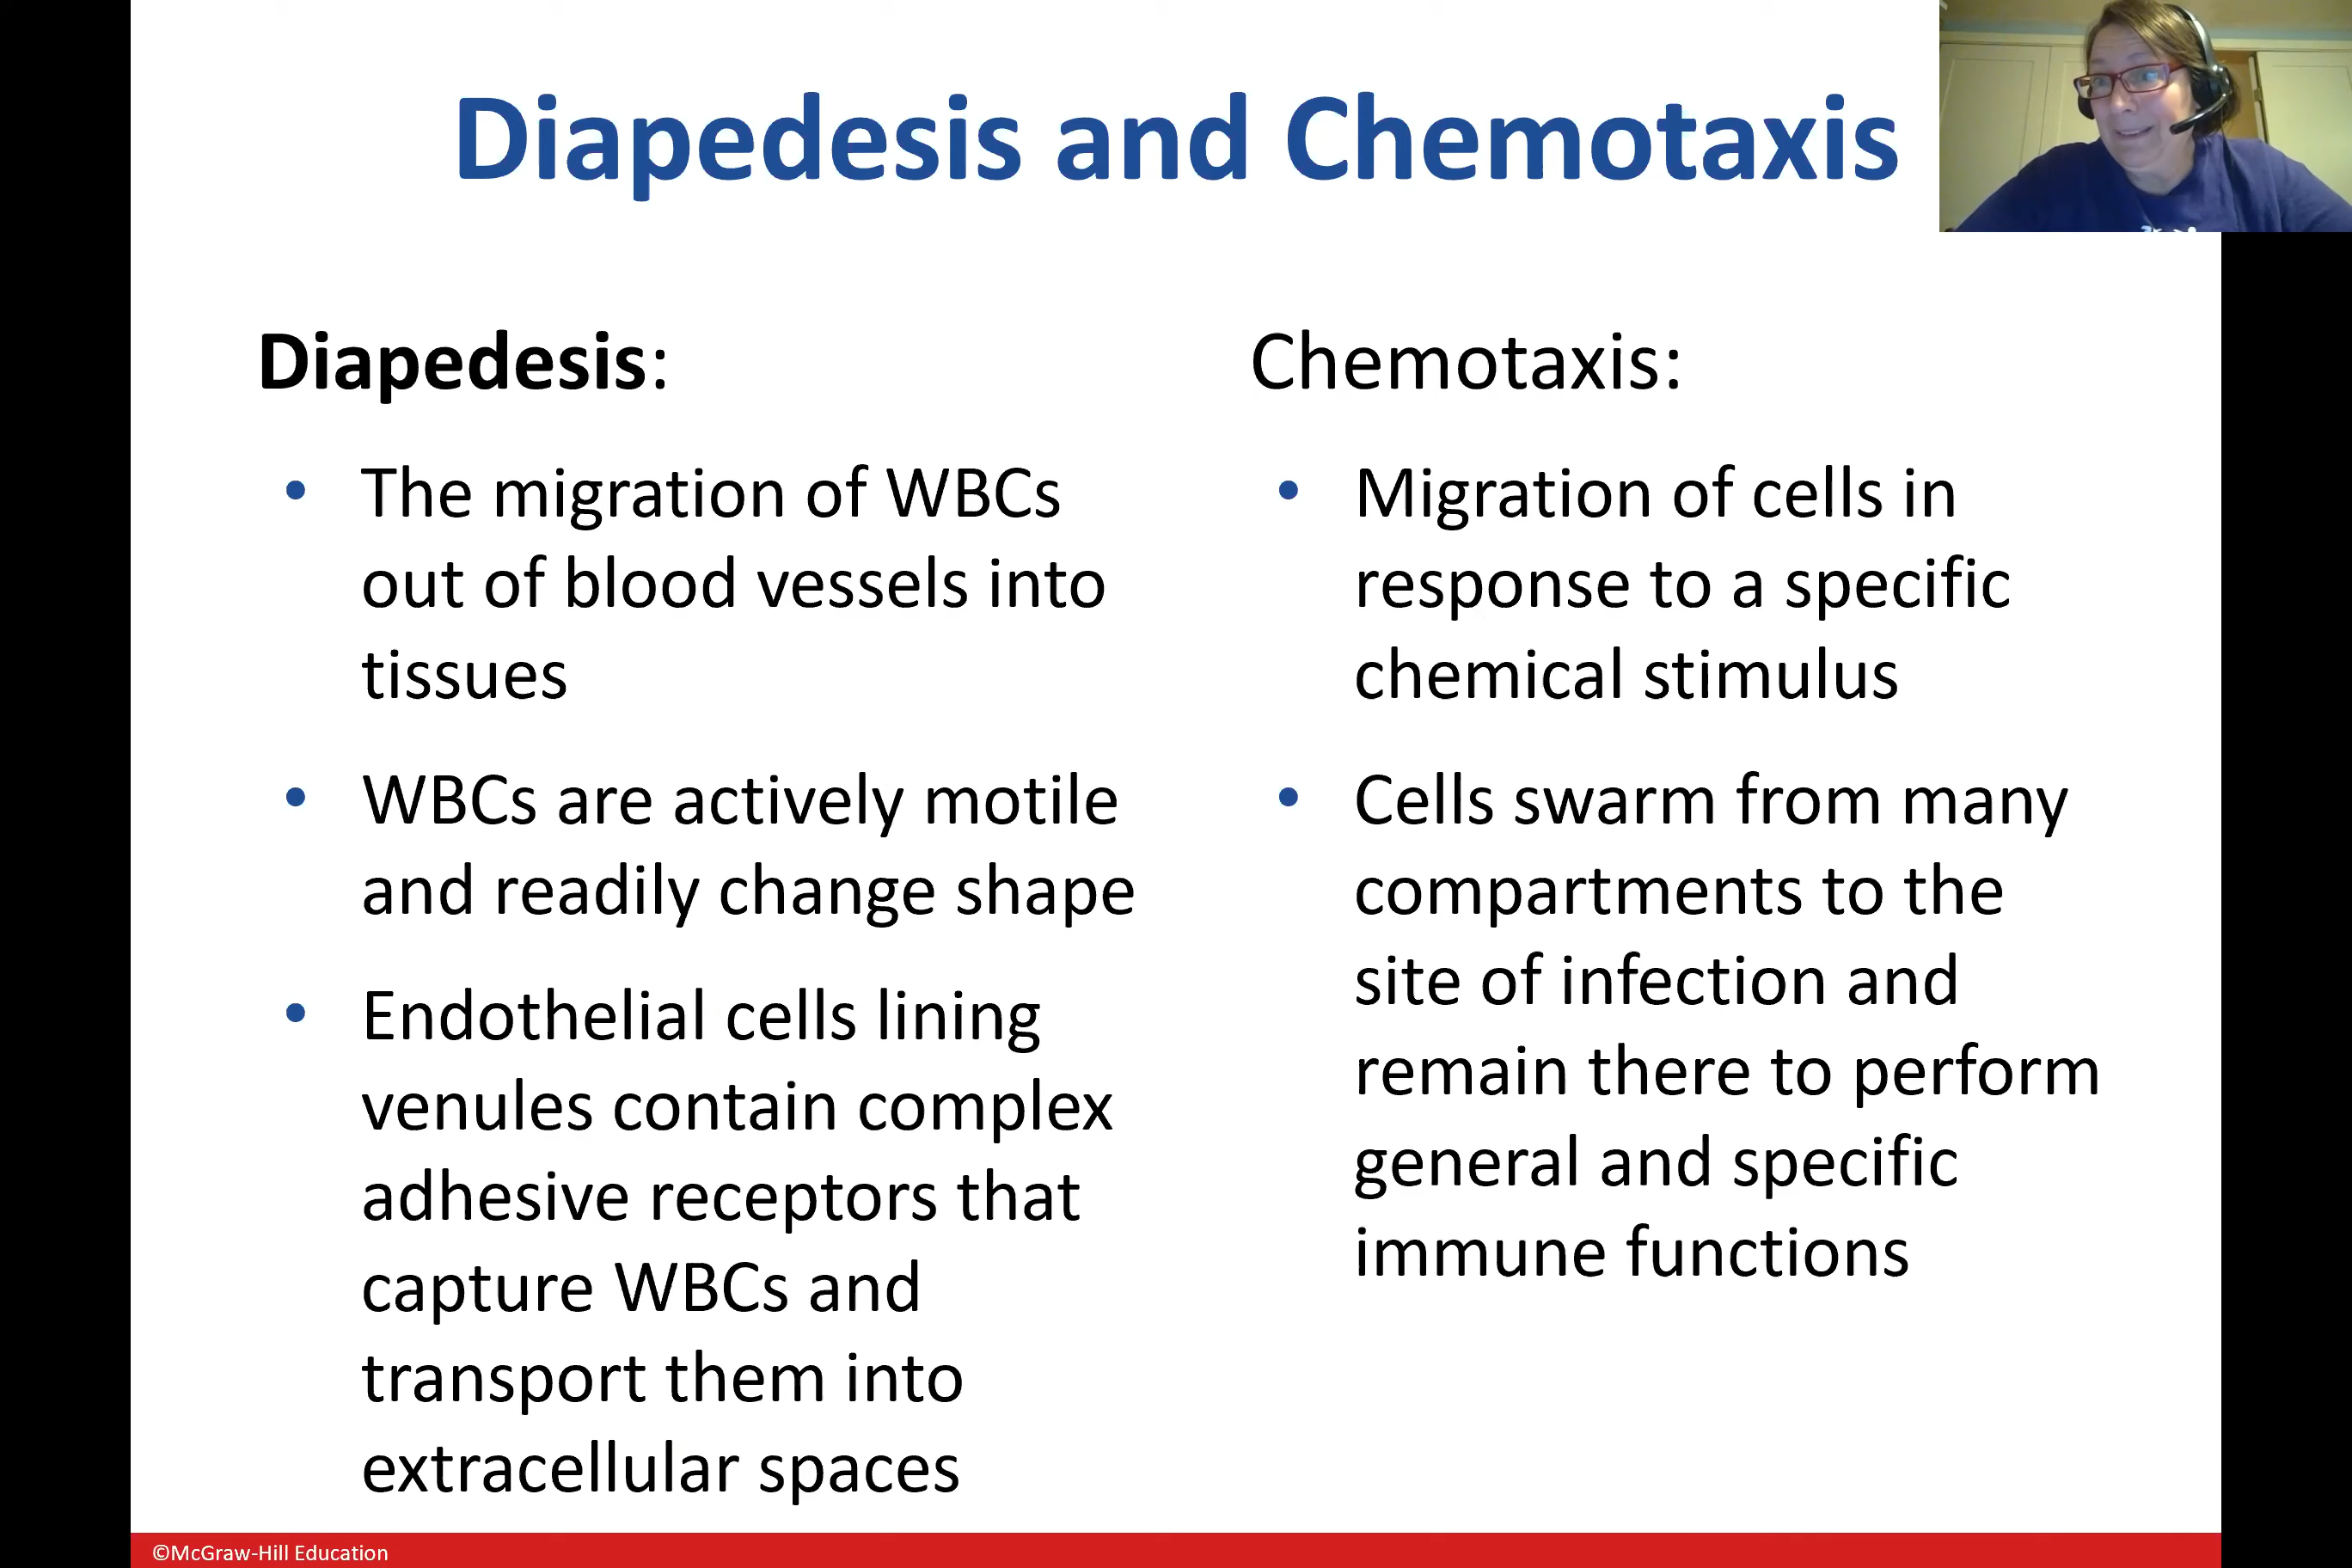 Diapedesis and Chemotaxis
Diapedesis:
• The migration of WBCs
out of blood vessels into
tissues
• WBCs are actively motile
and readily change shape
• Endothelial cells lining
venules contain complex
adhesive receptors that
capture WBCs and
transport them into
extracellular spaces
Chemotaxis:
• Migration of cells in
response to a specific
chemical stimulus
• Cells swarm from many
compartments to the
site of infection and
remain there to perform
general and specific
immune functions
©McGraw-Hill Education